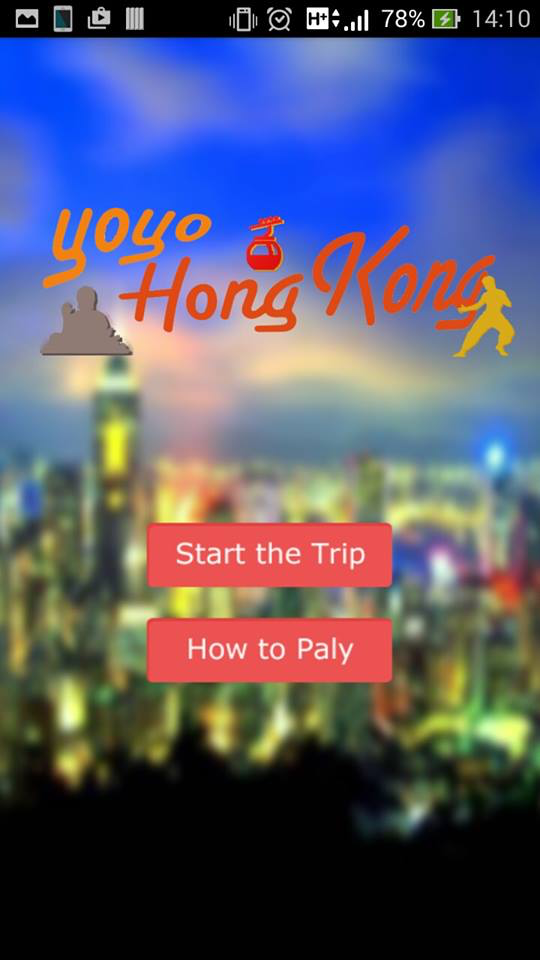 H+ 78% 14:10
yoyo
Hong Kong
Start the Trip
How to Paly